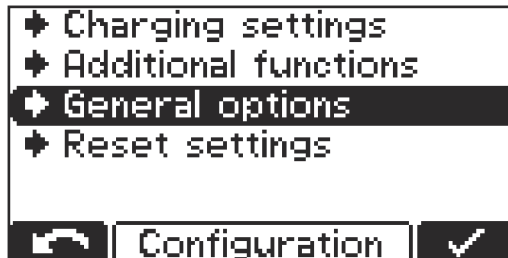 Charging settings
Additional functions
General options
Reset settings
Configuration